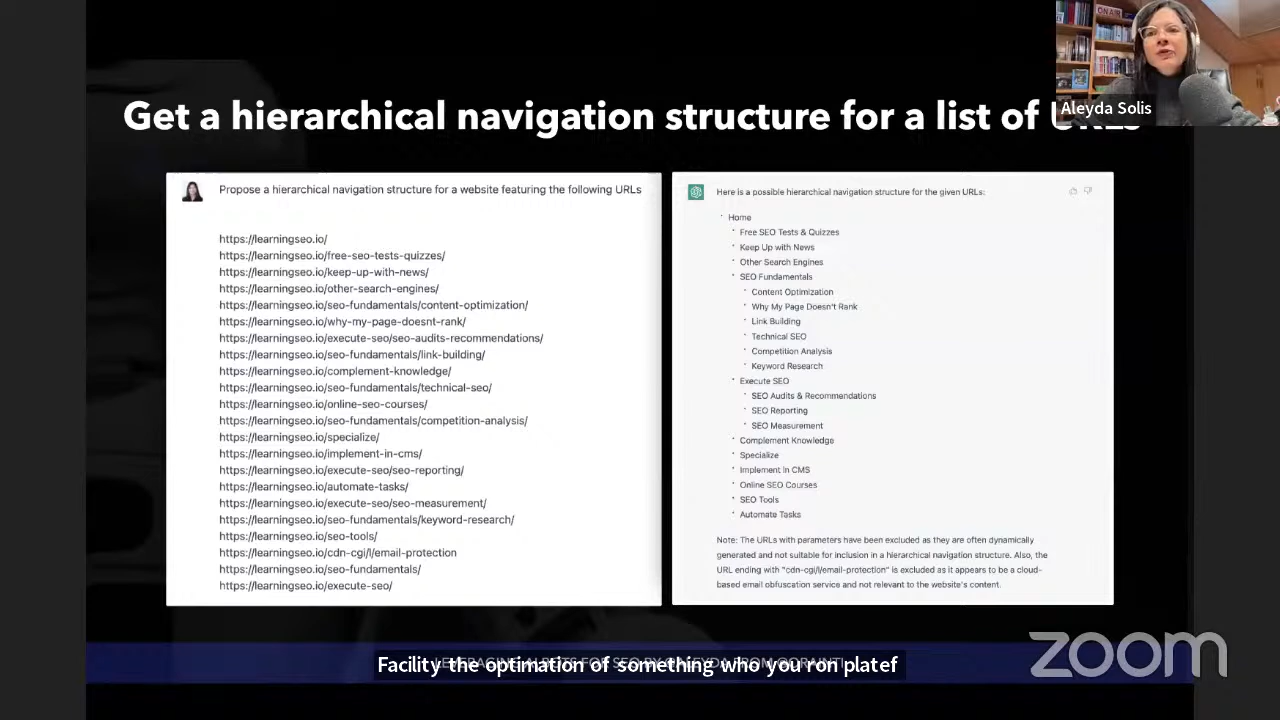 ON AIR
Aleyda Solis
Get a hierarchical navigation structure for a list of URLs
Propose a hierarchical navigation structure for a website featuring the following URLs
https://learningseo.io/
https://learningseo.io/free-seo-tests-quizzes/
https://learningseo.io/keep-up-with-news/
https://learningseo.io/other-search-engines/
https://learningseo.io/seo-fundamentals/content-optimization/
https://learningseo.io/why-my-page-doesnt-rank/
https://learningseo.io/execute-seo/seo-audits-recommendations/
https://learningseo.io/seo-fundamentals/link-building/
https://learningseo.io/complement-knowledge/
https://learningseo.io/seo-fundamentals/technical-seo/
https://learningseo.io/online-seo-courses/
https://learningseo.io/seo-fundamentals/competition-analysis/
https://learningseo.io/specialize/
https://learningseo.io/implement-in-cms/
https://learningseo.io/execute-seo/seo-reporting/
https://learningseo.io/automate-tasks/
https://learningseo.io/execute-seo/seo-measurement/
https://learningseo.io/seo-fundamentals/keyword-research/
https://learningseo.io/seo-tools/
https://learningseo.io/cdn-cgi/l/email-protection
https://learningseo.io/seo-fundamentals/
https://learningseo.io/execute-seo/
Here is a possible hierarchical navigation structure for the given URLs:
• Home
• Free SEO Tests & Quizzes
• Keep Up with News
• Other Search Engines
• SEO Fundamentals
• Content Optimization
• Why My Page Doesn't Rank
• Link Building
• Technical SEO
• Competition Analysis
• Keyword Research
• Execute SEO
• SEO Audits & Recommendations
• SEO Reporting
• SEO Measurement
• Complement Knowledge
• Specialize
• Implement In CMS
• Online SEO Courses
• SEO Tools
• Automate Tasks
Note: The URLs with parameters have been excluded as they are often dynamically
generated and not suitable for inclusion in a hierarchical navigation structure. Also, the
URL ending with "cdn-cgi/l/email-protection" is excluded as it appears to be a cloud-
based email obfuscation service and not relevant to the website's content.
Facility the optimation of something who you ron platef
zoom